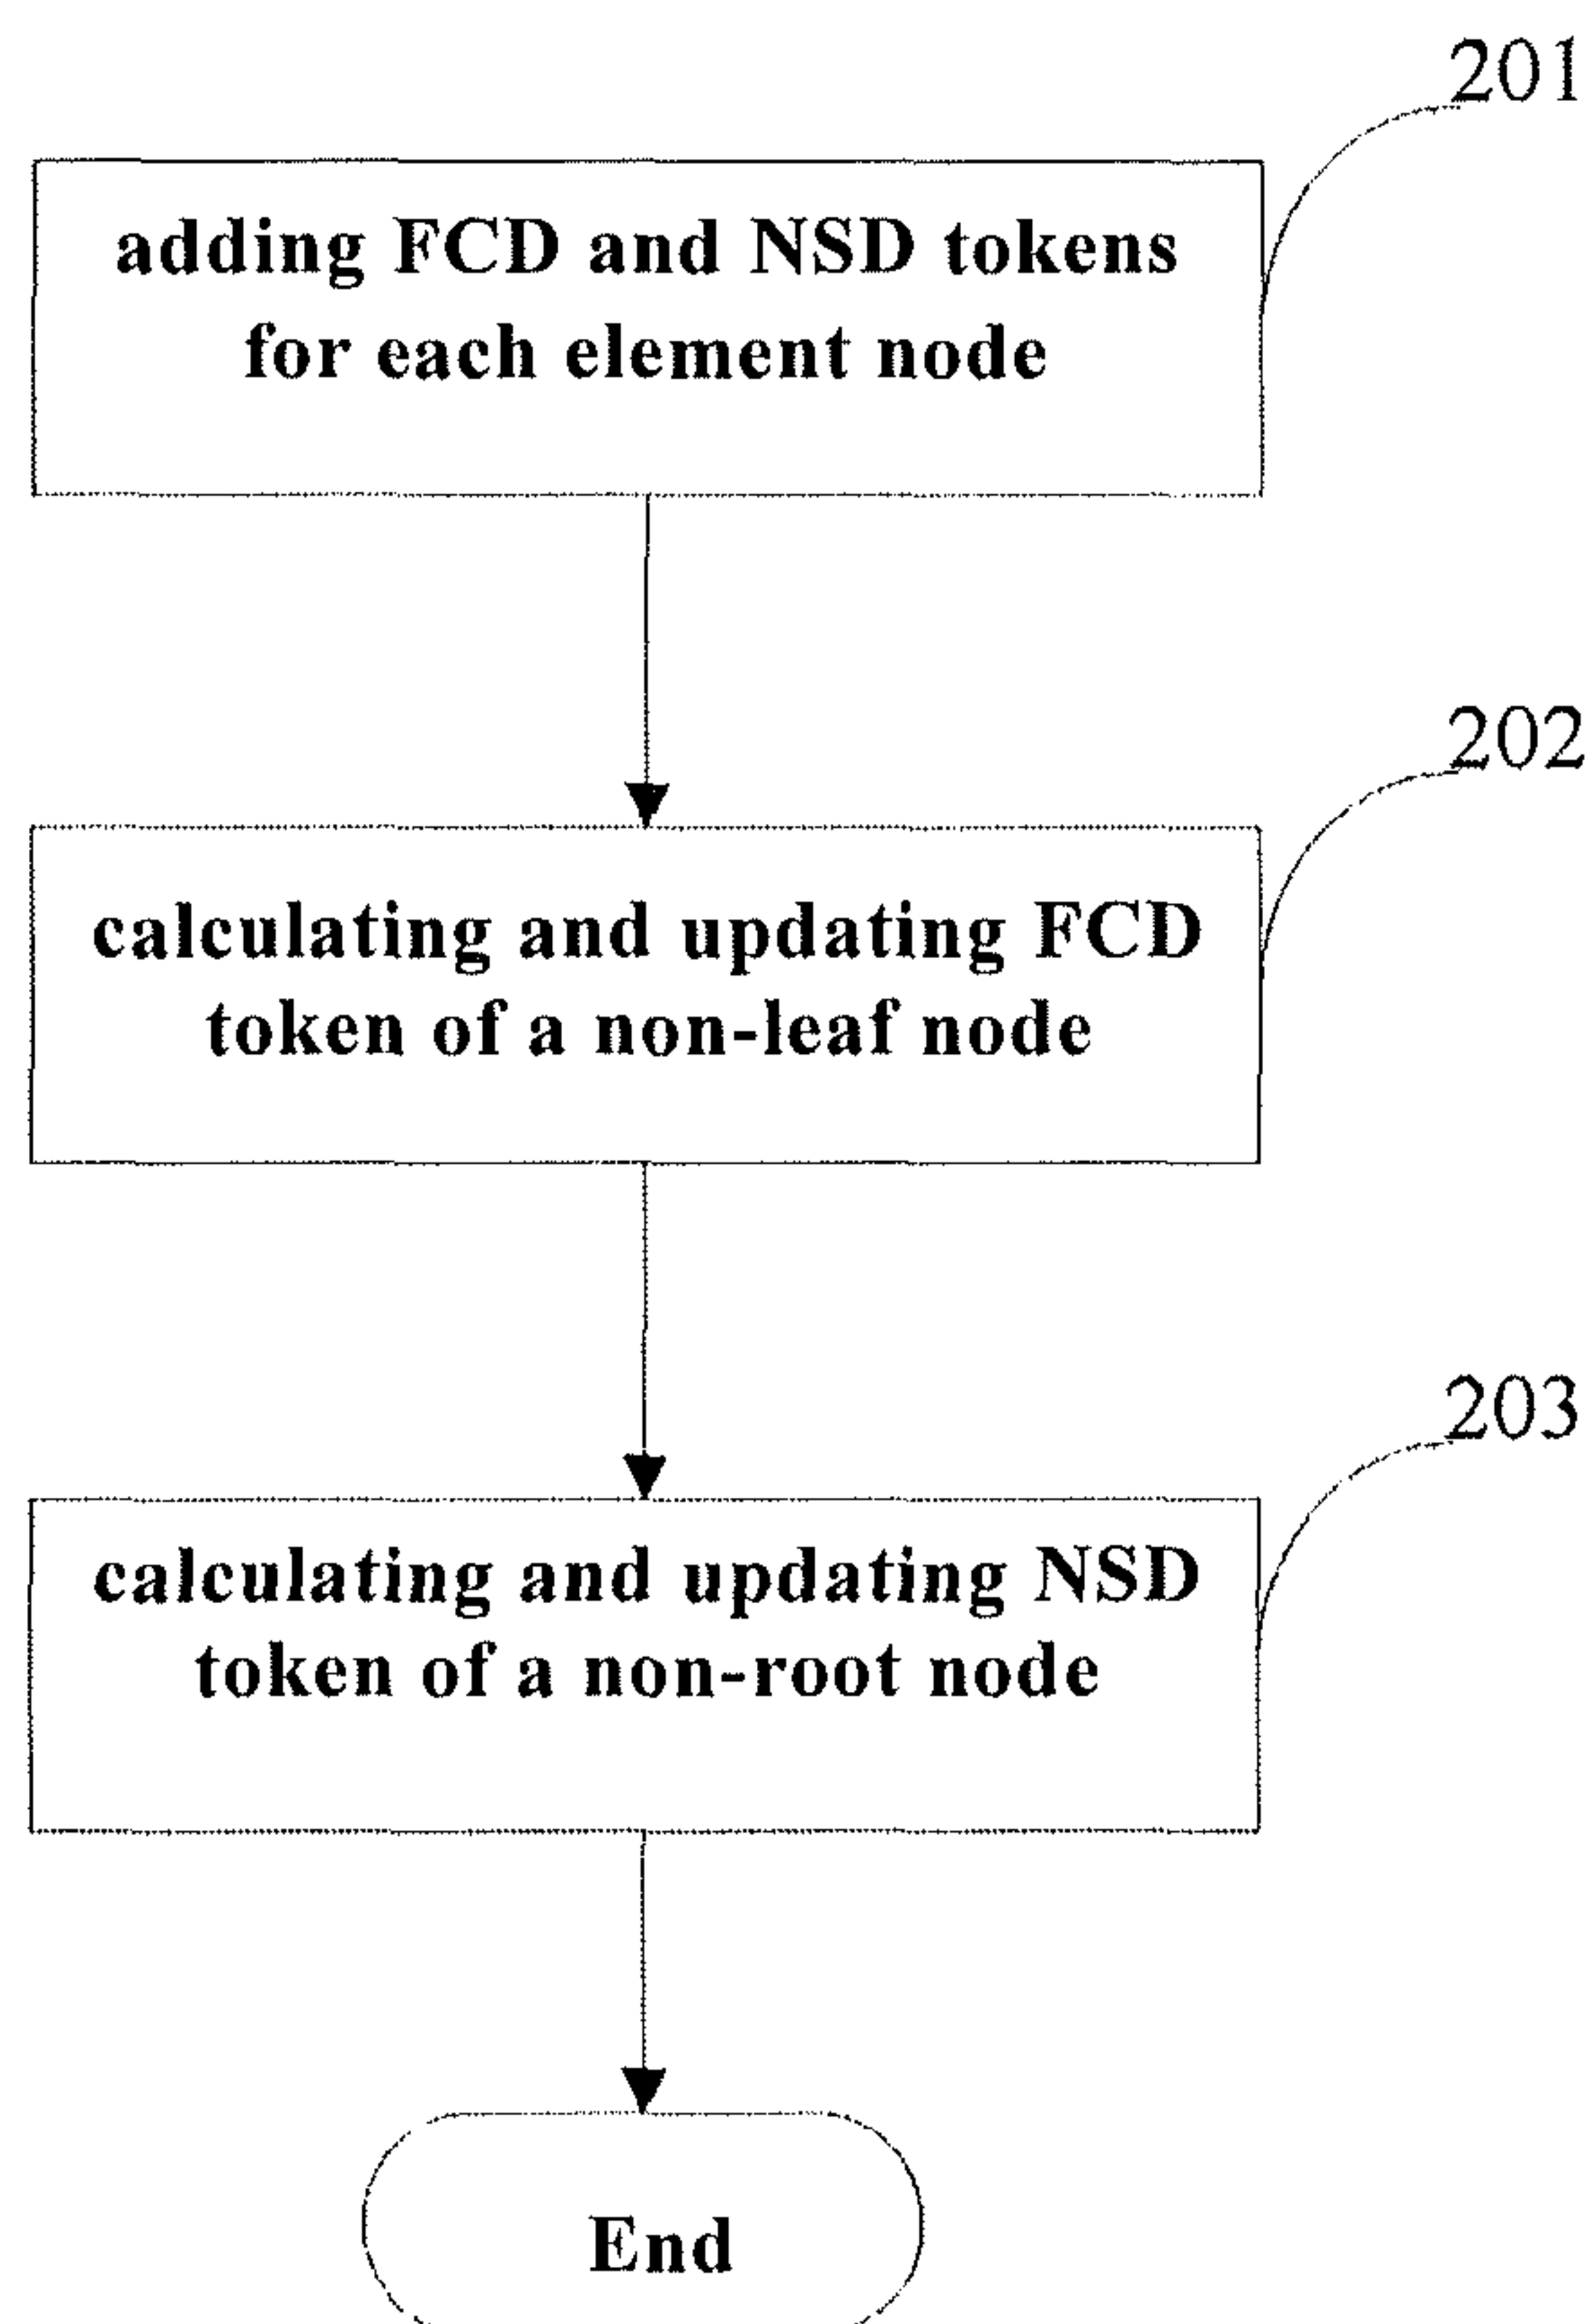 201
adding FCD and NSD tokens
for each element node
202
calculating and updating FCD
token of a non-leaf node
203
calculating and updating NSD
token of a non-root node
End